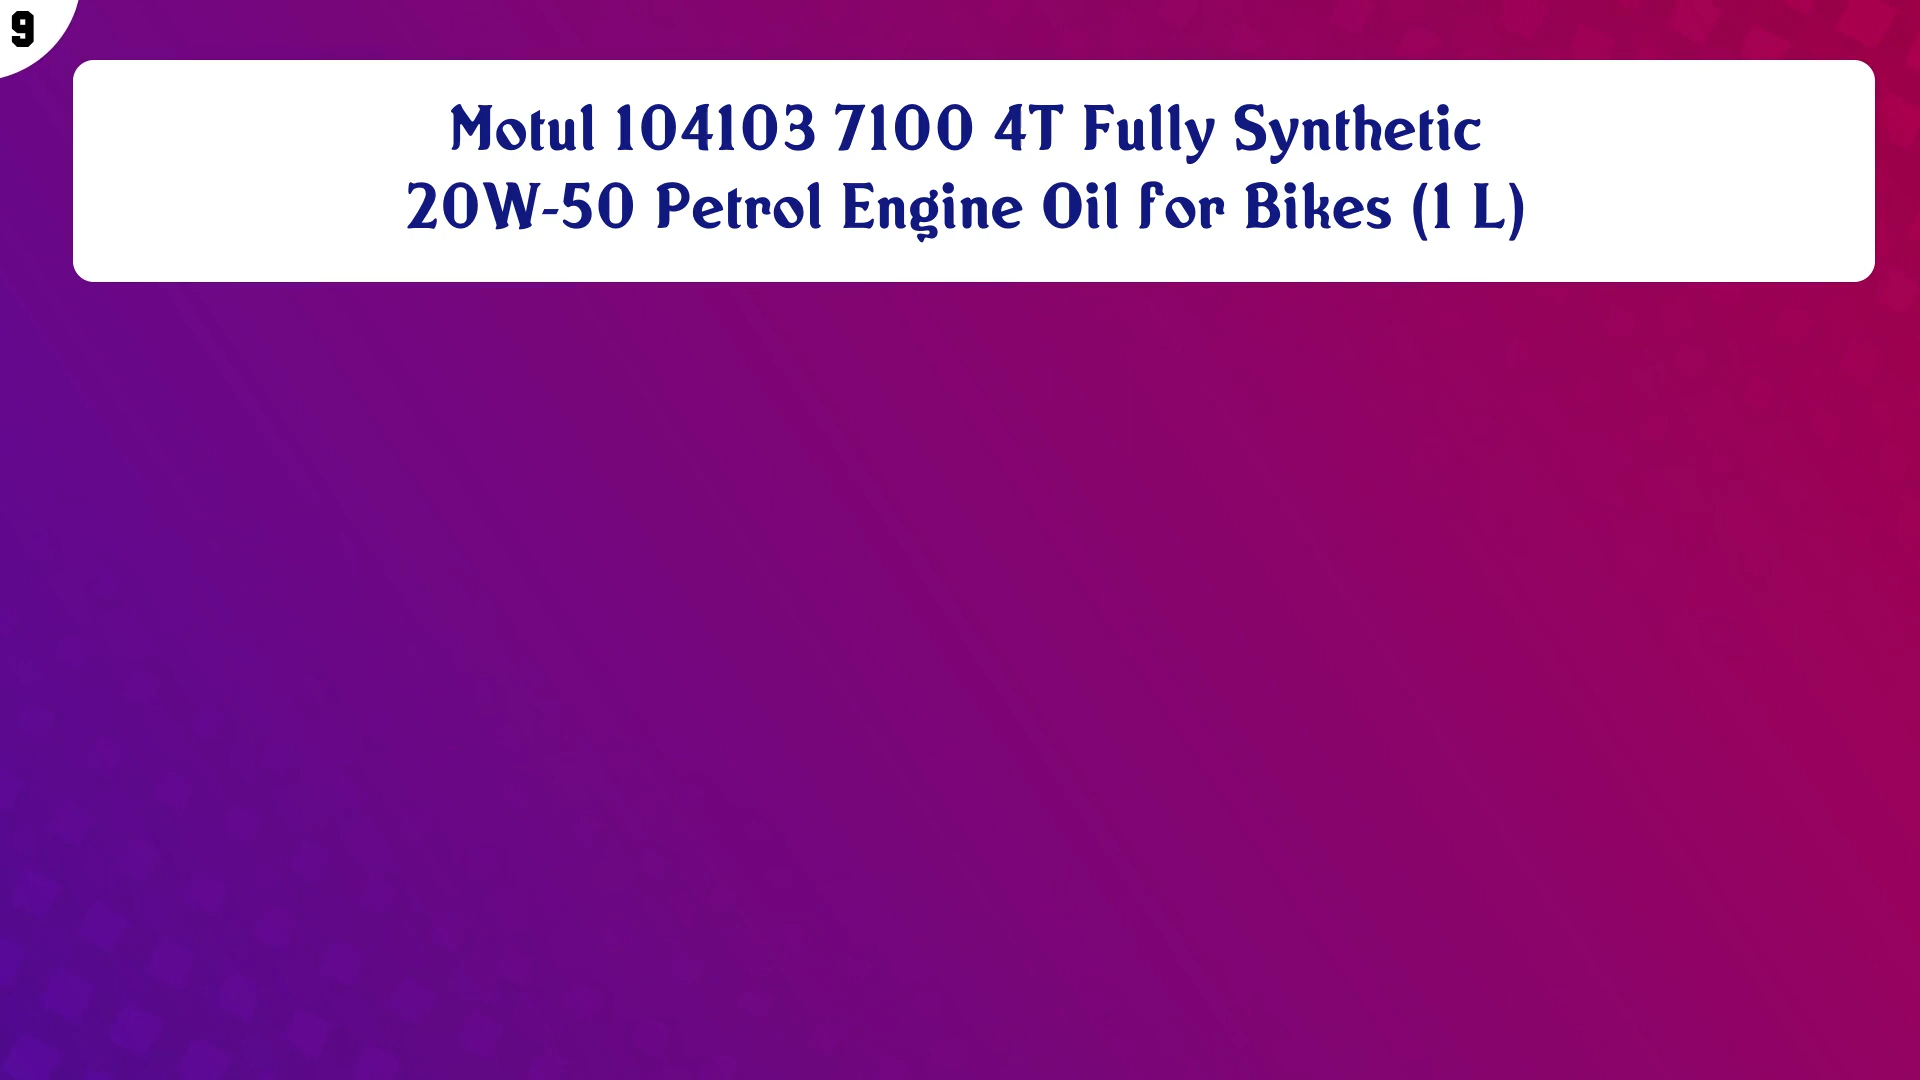 9
Motul 104103 7100 4T Fully Synthetic
20W-50 Petrol Engine Oil for Bikes (1 L)